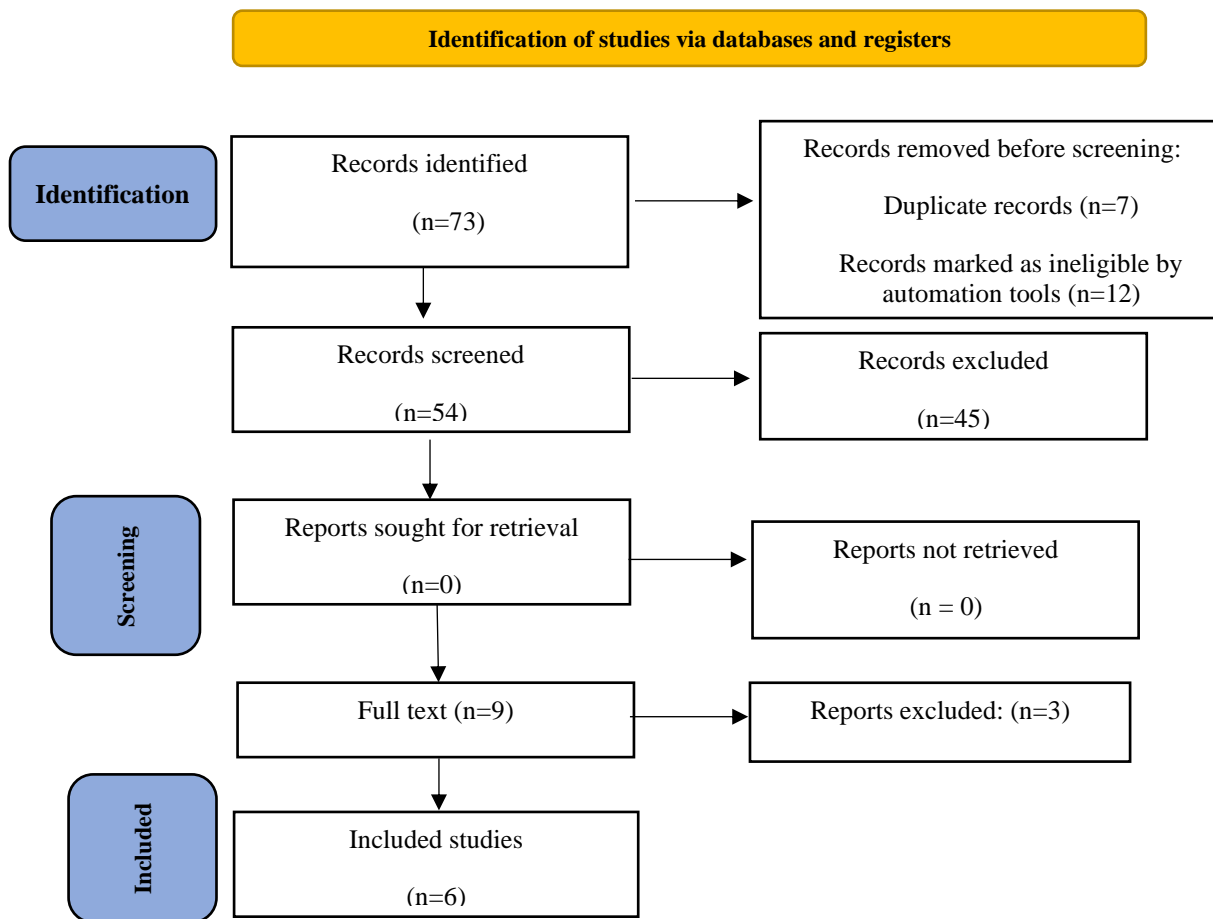 Identification of studies via databases and registers
Identification
Records identified
(n=73)
Records removed before screening:
Duplicate records (n=7)
Records marked as ineligible by
automation tools (n=12)
Records screened
(n=54)
Records excluded
(n=45)
Screening
Reports sought for retrieval
(n=0)
Reports not retrieved
(n = 0)
Full text (n=9)
Reports excluded: (n=3)
Included
Included studies
(n=6)